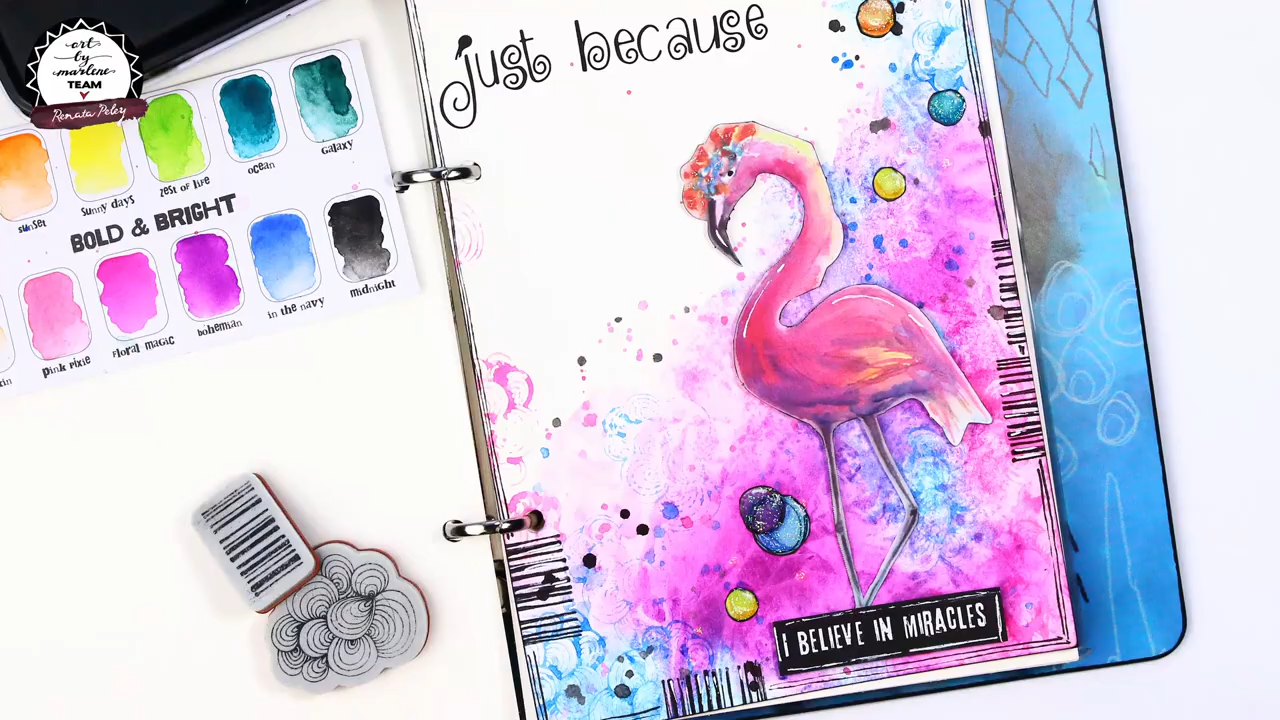 art
by
marlene
TEAM
Renata Peley
just because
sunset
sunny days
zest of life
ocean
Galaxy
BOLD & BRIGHT
pink pixie
floral magic
bohemian
in the navy
midnight
I BELIEVE IN MIRACLES